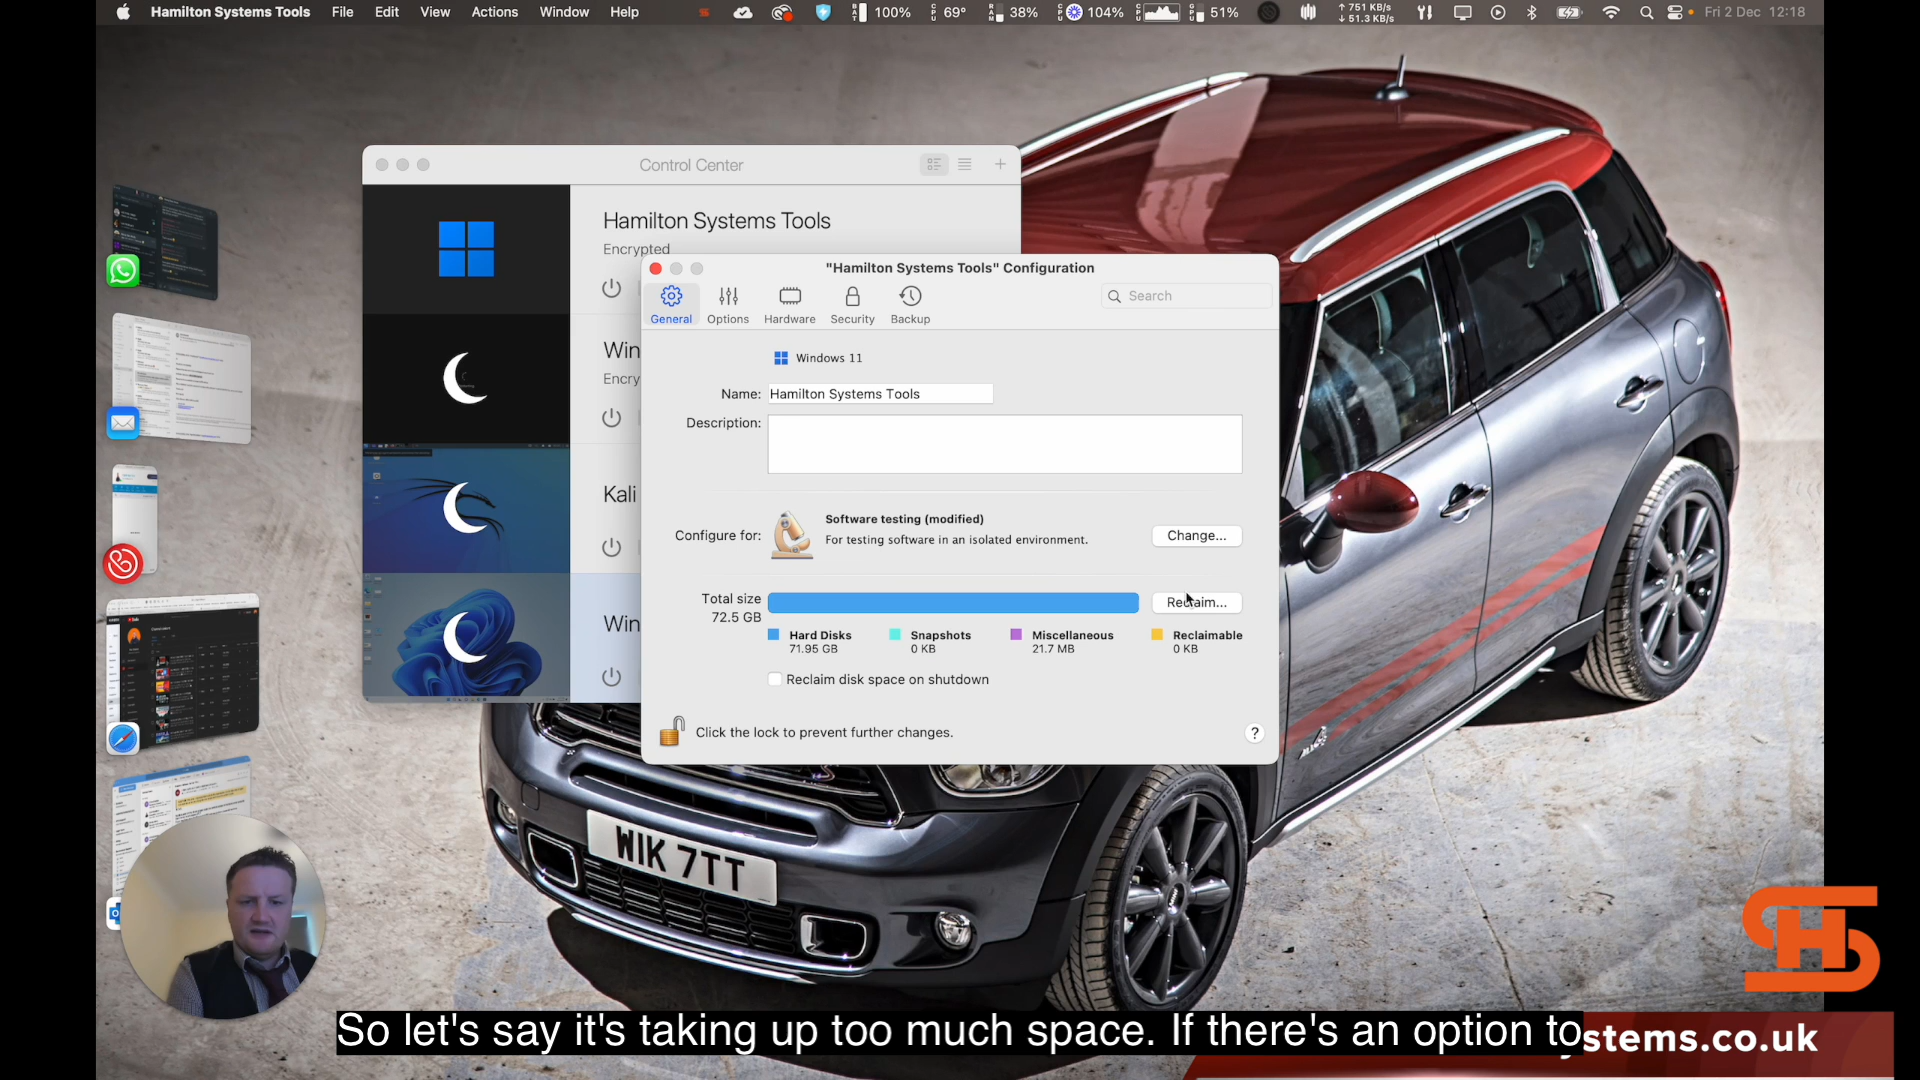 Hamilton Systems Tools File Edit View Actions Window Help
100% 69° 38% 104% 51% 751 KB/s 51.3 KB/s Fri 2 Dec 12:18
Control Center
Hamilton Systems Tools
Encrypted
Win
Encry
Kali
Win
"Hamilton Systems Tools" Configuration
General Options Hardware Security Backup
Search
Windows 11
Name: Hamilton Systems Tools
Description:
Configure for: Software testing (modified)
For testing software in an isolated environment.
Change...
Total size
72.5 GB
Reclaim...
Hard Disks Snapshots Miscellaneous Reclaimable
71.95 GB 0 KB 21.7 MB 0 KB
Reclaim disk space on shutdown
Click the lock to prevent further changes.
?
WIK 7TT
So let's say it's taking up too much space. If there's an option to
stems.co.uk